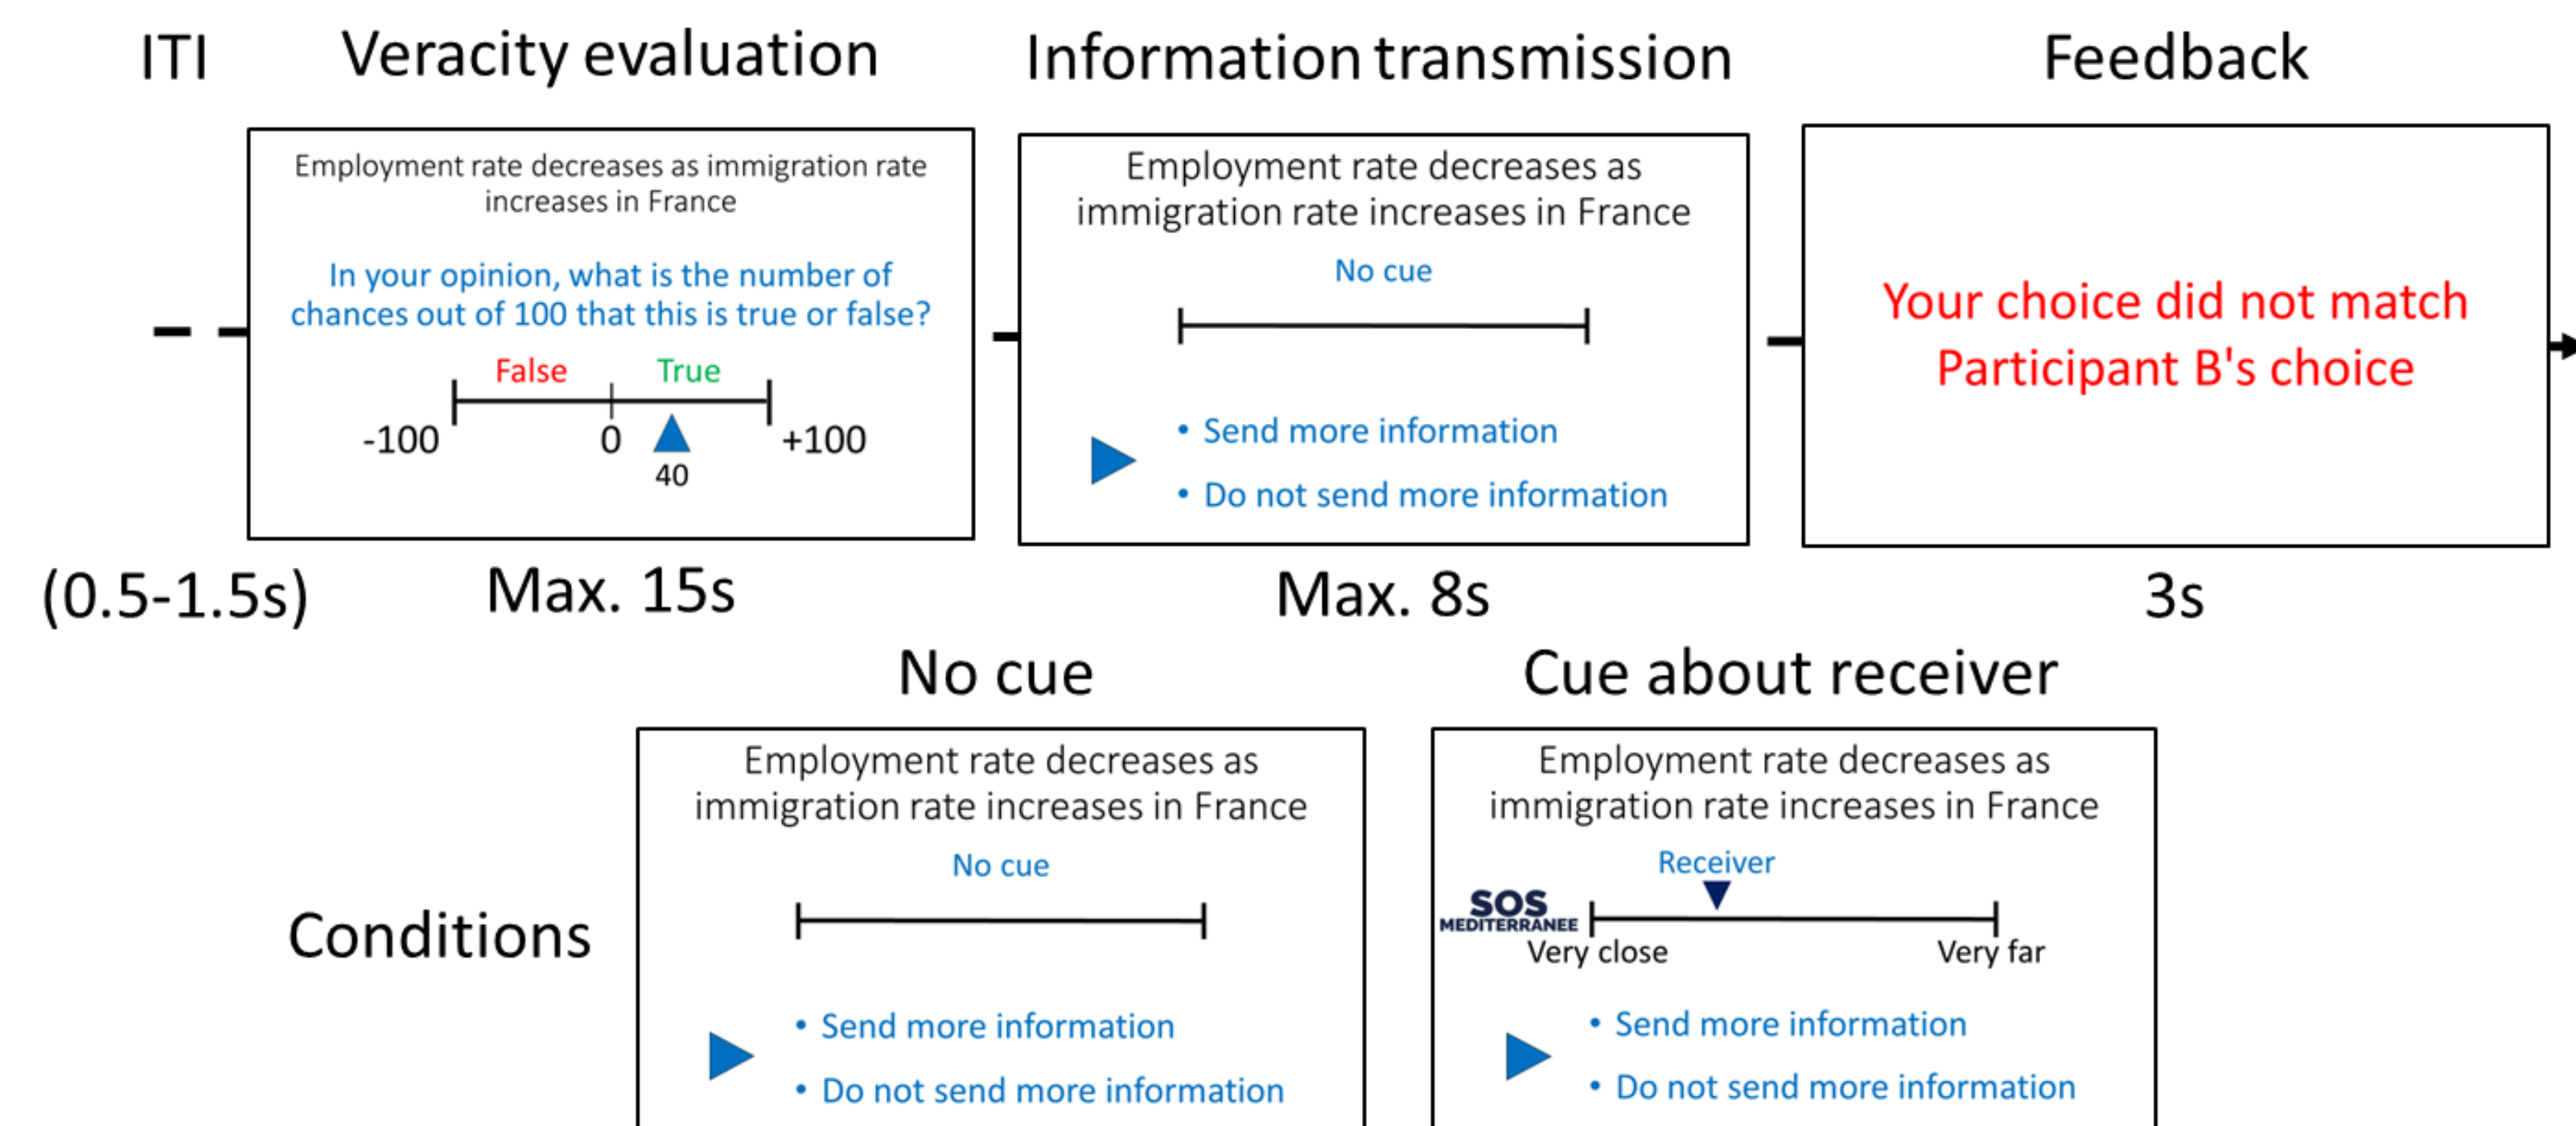 ITI
Veracity evaluation
Information transmission
Feedback
Employment rate decreases as immigration rate
increases in France
In your opinion, what is the number of
chances out of 100 that this is true or false?
False
True
-100
0
+100
40
Employment rate decreases as
immigration rate increases in France
No cue
• Send more information
• Do not send more information
Your choice did not match
Participant B's choice
(0.5-1.5s)
Max. 15s
Max. 8s
3s
No cue
Cue about receiver
Conditions
Employment rate decreases as
immigration rate increases in France
No cue
• Send more information
• Do not send more information
Employment rate decreases as
immigration rate increases in France
Receiver
SOS
MEDITERRANEE
Very close
Very far
• Send more information
• Do not send more information